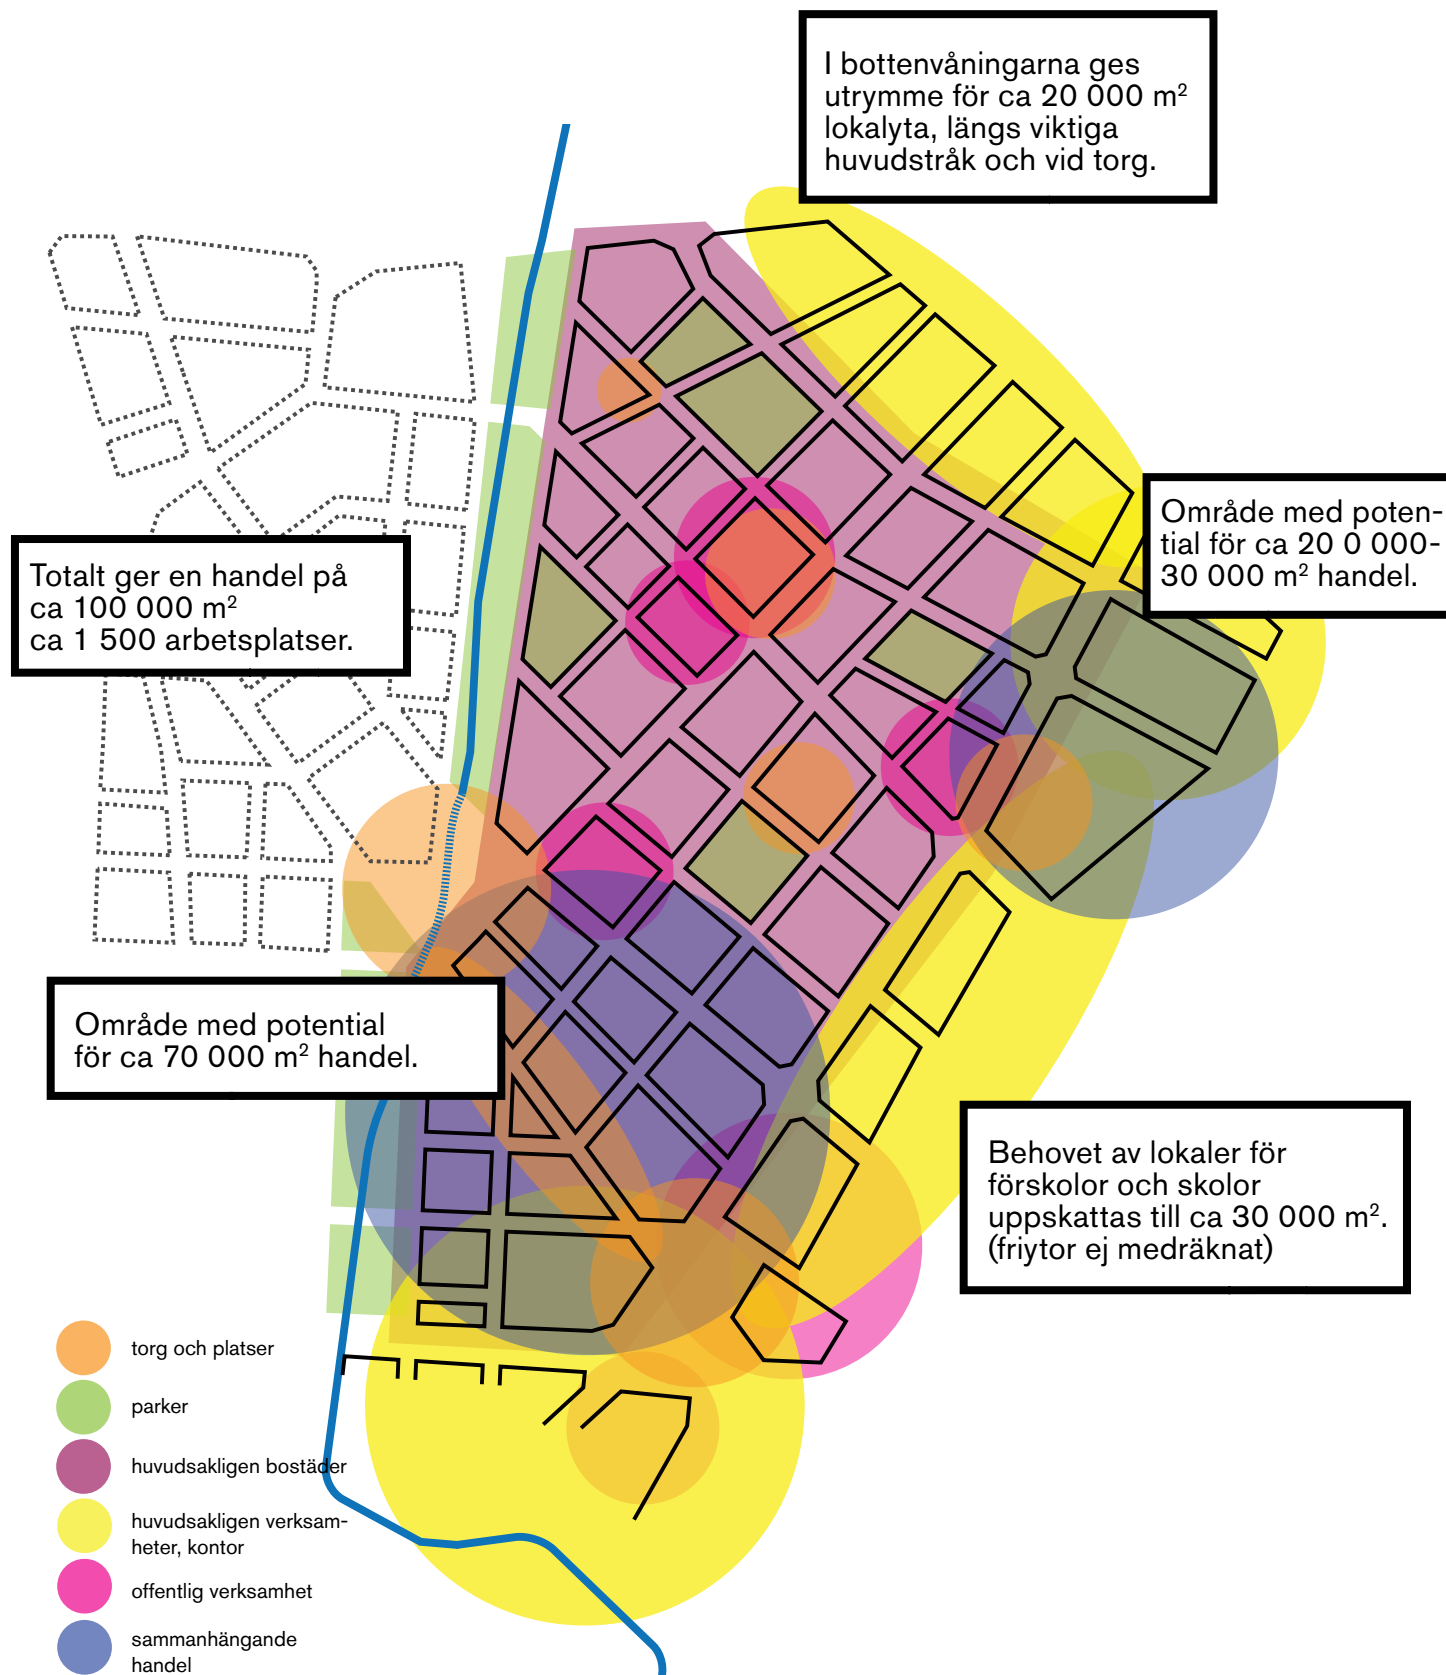 I bottenvåningarna ges
utrymme för ca 20 000 m²
lokalyta, längs viktiga
huvudstråk och vid torg.
Område med poten-
tial för ca 20 0 000-
30 000 m² handel.
Totalt ger en handel på
ca 100 000 m²
ca 1 500 arbetsplatser.
Område med potential
för ca 70 000 m² handel.
Behovet av lokaler för
förskolor och skolor
uppskattas till ca 30 000 m².
(friytor ej medräknat)
torg och platser
parker
huvudsakligen bostäder
huvudsakligen verksam-
heter, kontor
offentlig verksamhet
sammanhängande
handel